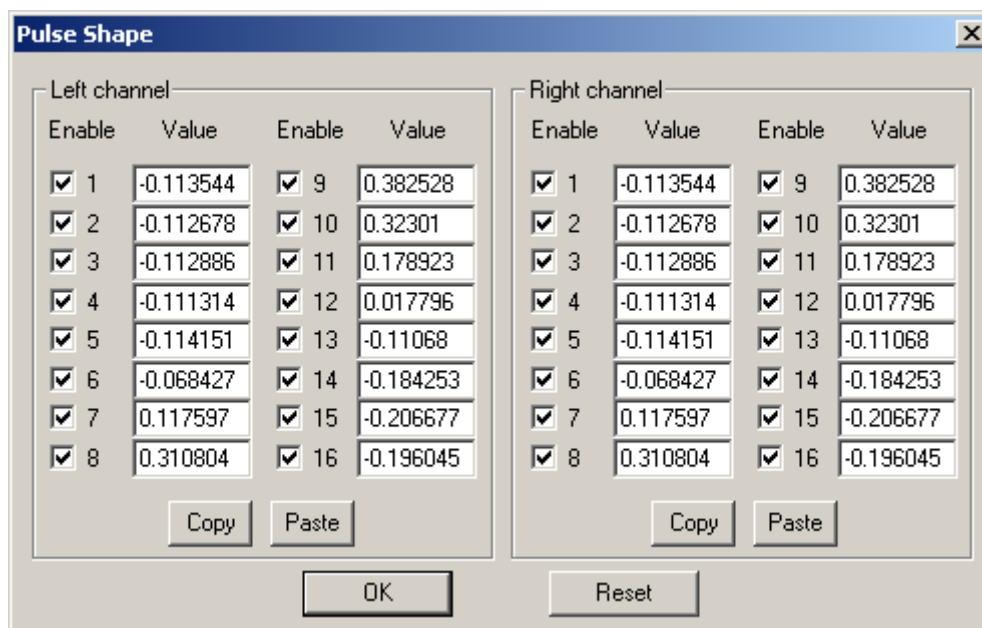 Pulse Shape
Left channel
Enable Value Enable Value
1 -0.113544 9 0.382528
2 -0.112678 10 0.32301
3 -0.112886 11 0.178923
4 -0.111314 12 0.017796
5 -0.114151 13 -0.11068
6 -0.068427 14 -0.184253
7 0.117597 15 -0.206677
8 0.310804 16 -0.196045
Copy Paste
Right channel
Enable Value Enable Value
1 -0.113544 9 0.382528
2 -0.112678 10 0.32301
3 -0.112886 11 0.178923
4 -0.111314 12 0.017796
5 -0.114151 13 -0.11068
6 -0.068427 14 -0.184253
7 0.117597 15 -0.206677
8 0.310804 16 -0.196045
Copy Paste
OK Reset